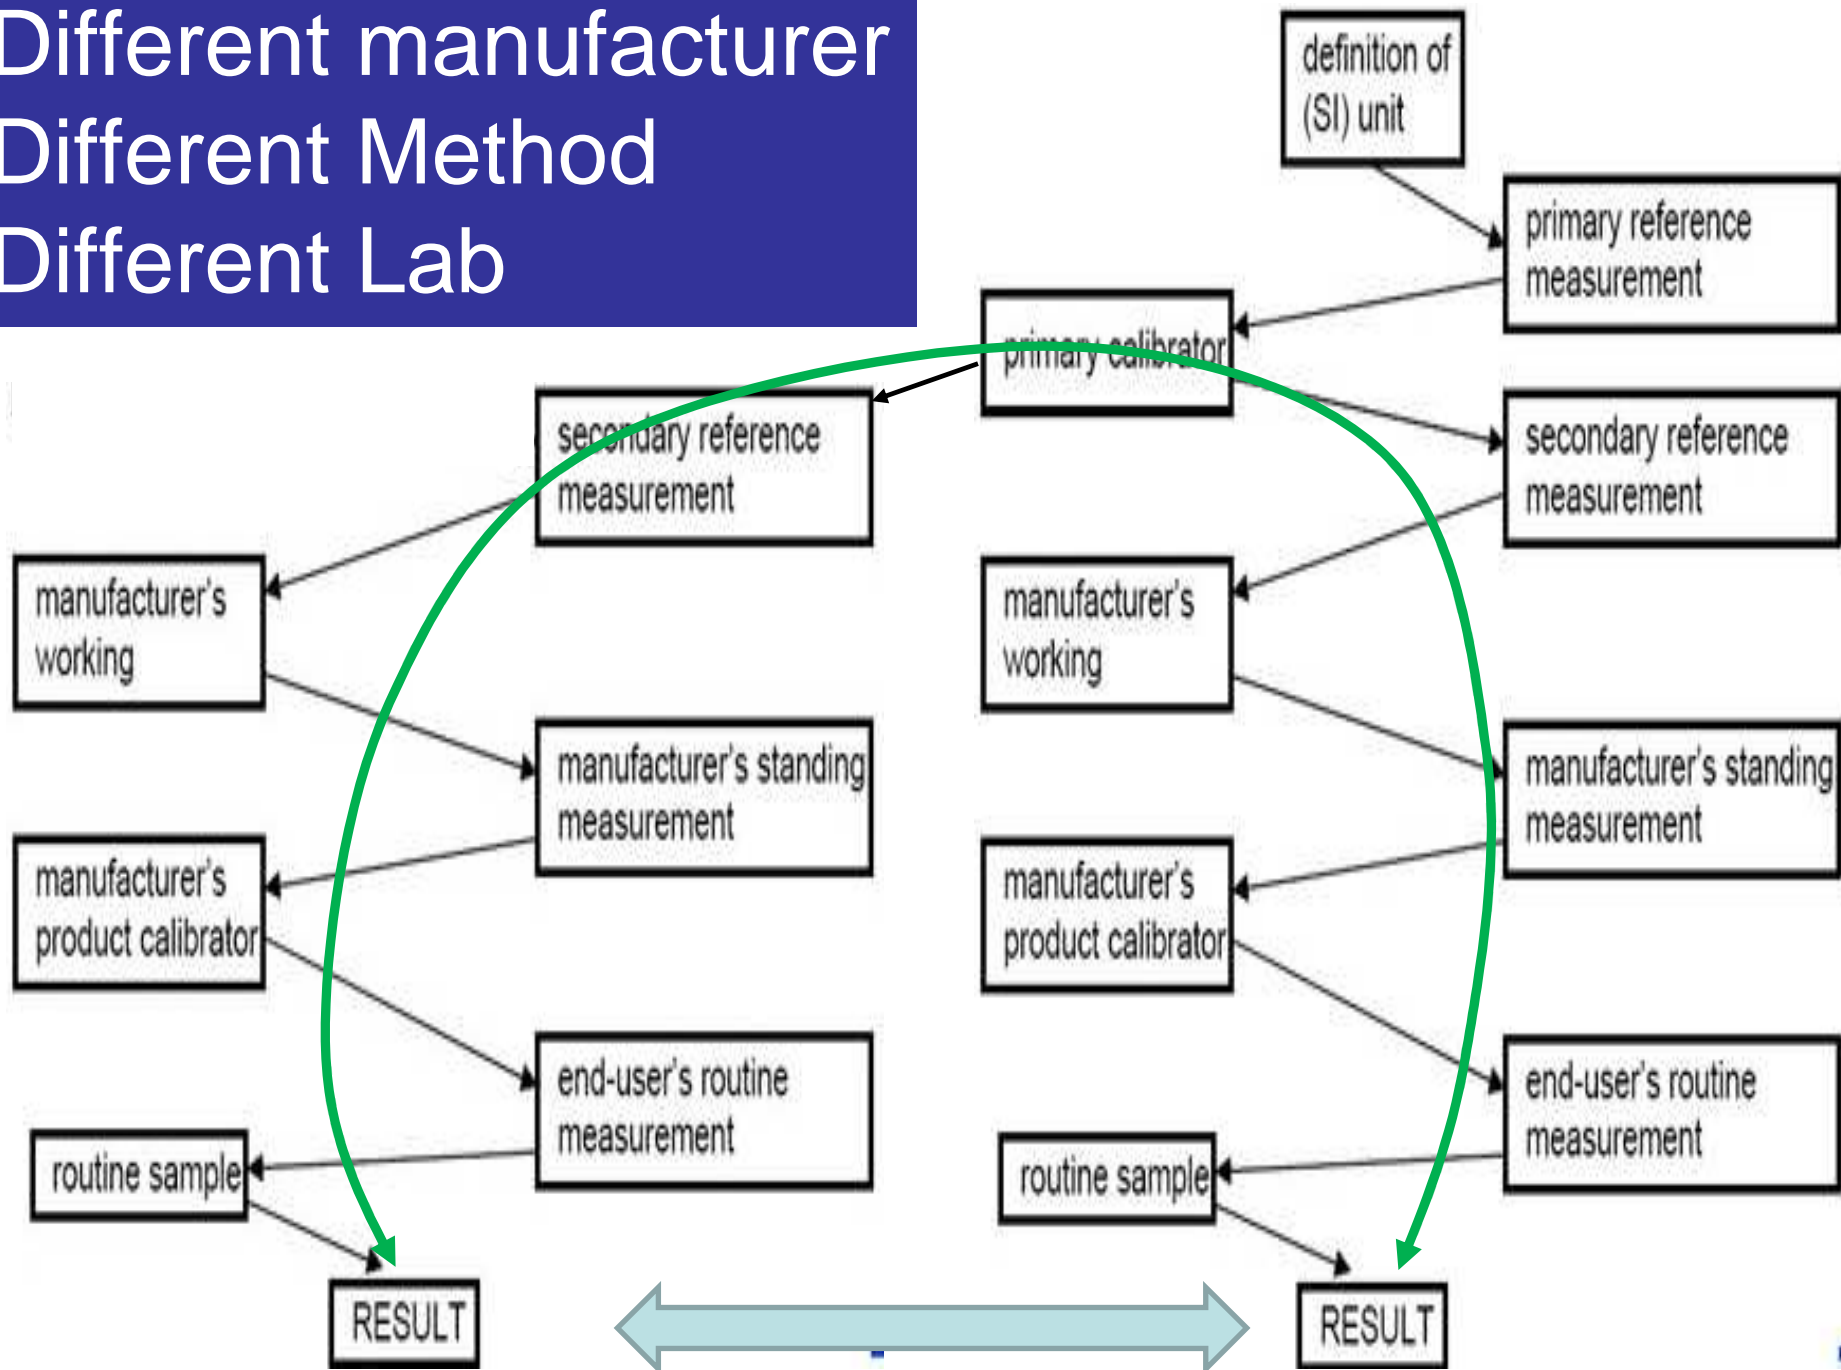 Different manufacturer
Different Method
Different Lab
definition of
(SI) unit
primary reference
measurement
primary calibrator
secondary reference
measurement
secondary reference
measurement
manufacturer's
working
manufacturer's
working
manufacturer's standing
measurement
manufacturer's standing
measurement
manufacturer's
product calibrator
manufacturer's
product calibrator
end-user's routine
measurement
end-user's routine
measurement
routine sample
routine sample
RESULT
RESULT